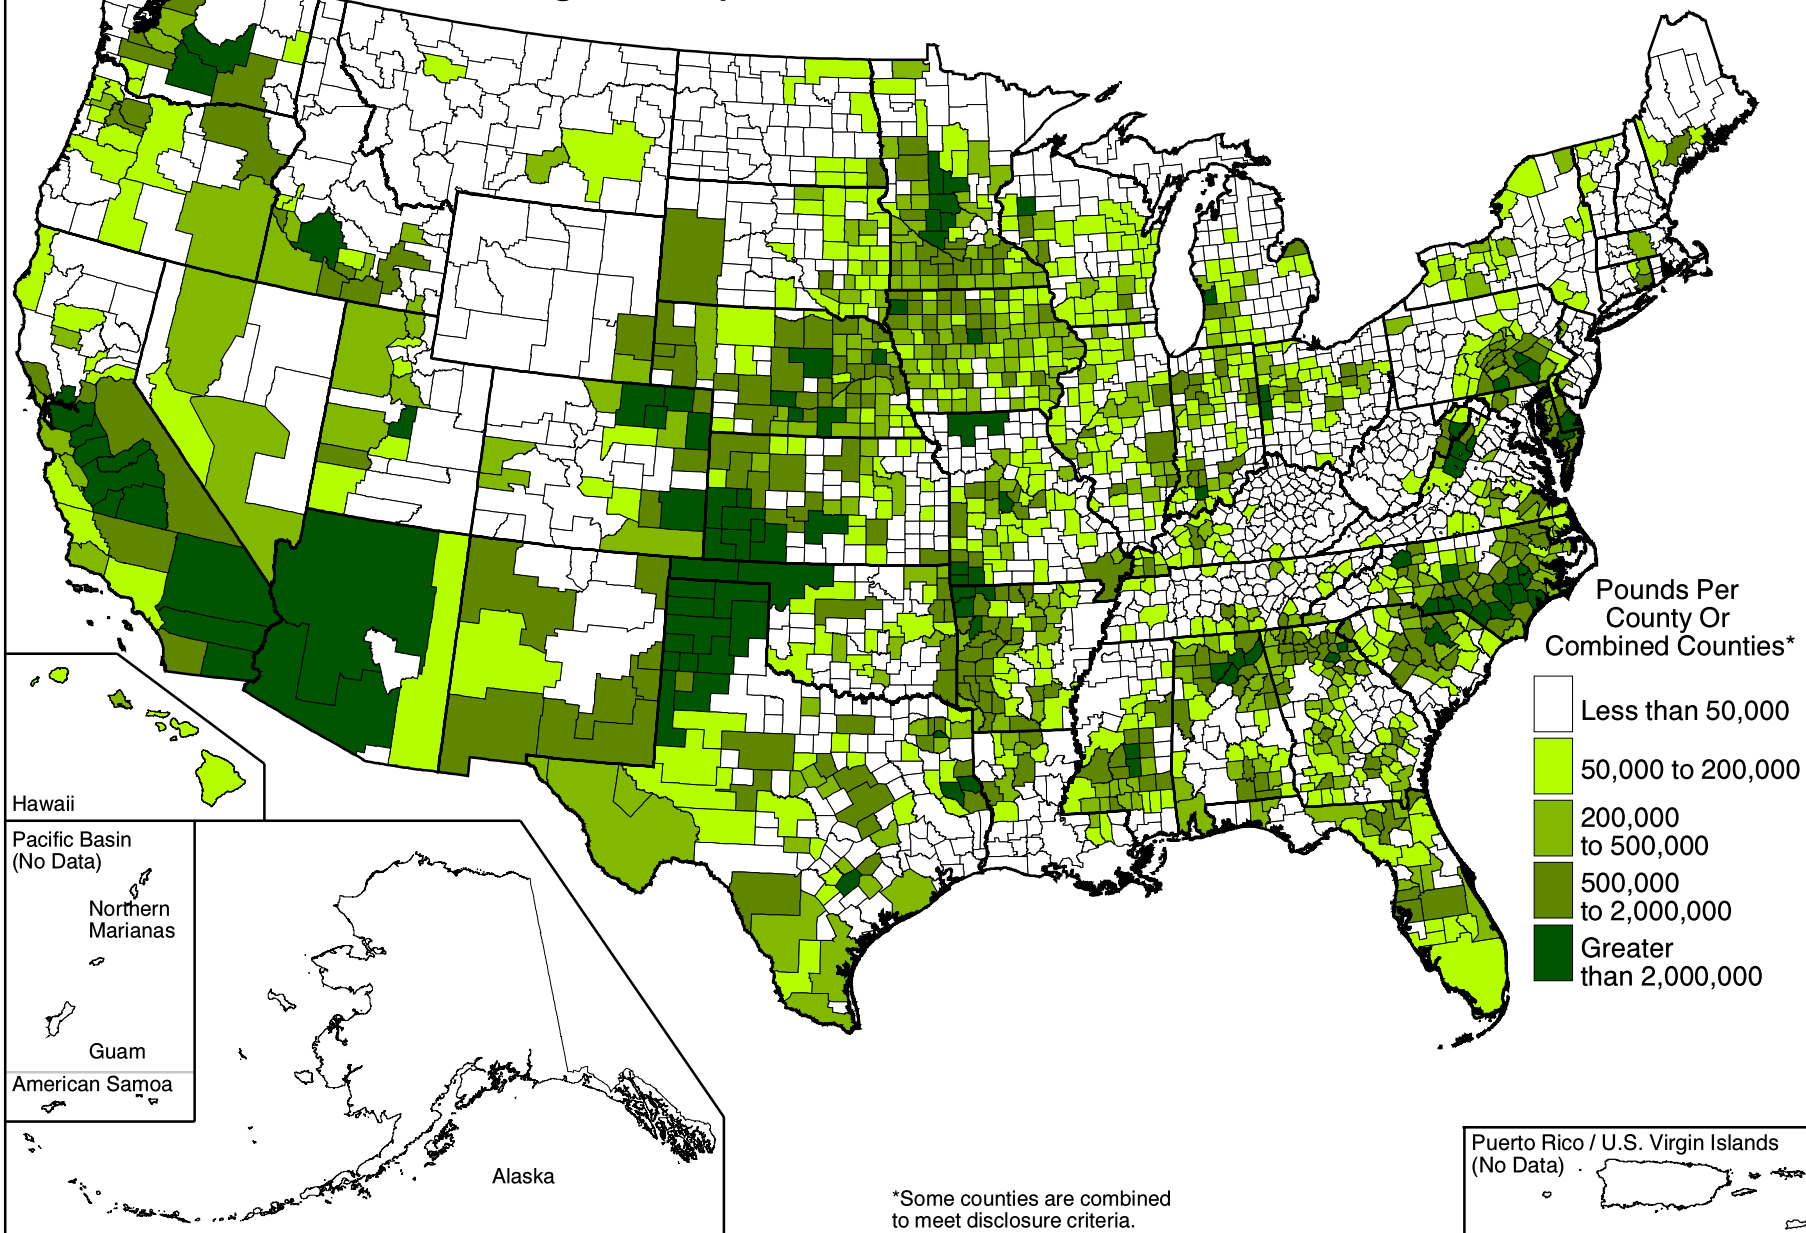 Pounds Per
County Or
Combined Counties*
Less than 50,000
50,000 to 200,000
200,000
to 500,000
500,000
to 2,000,000
Greater
than 2,000,000
Hawaii
Pacific Basin
(No Data)
Northern
Marianas
Guam
American Samoa
Alaska
*Some counties are combined
to meet disclosure criteria.
Puerto Rico / U.S. Virgin Islands
(No Data)